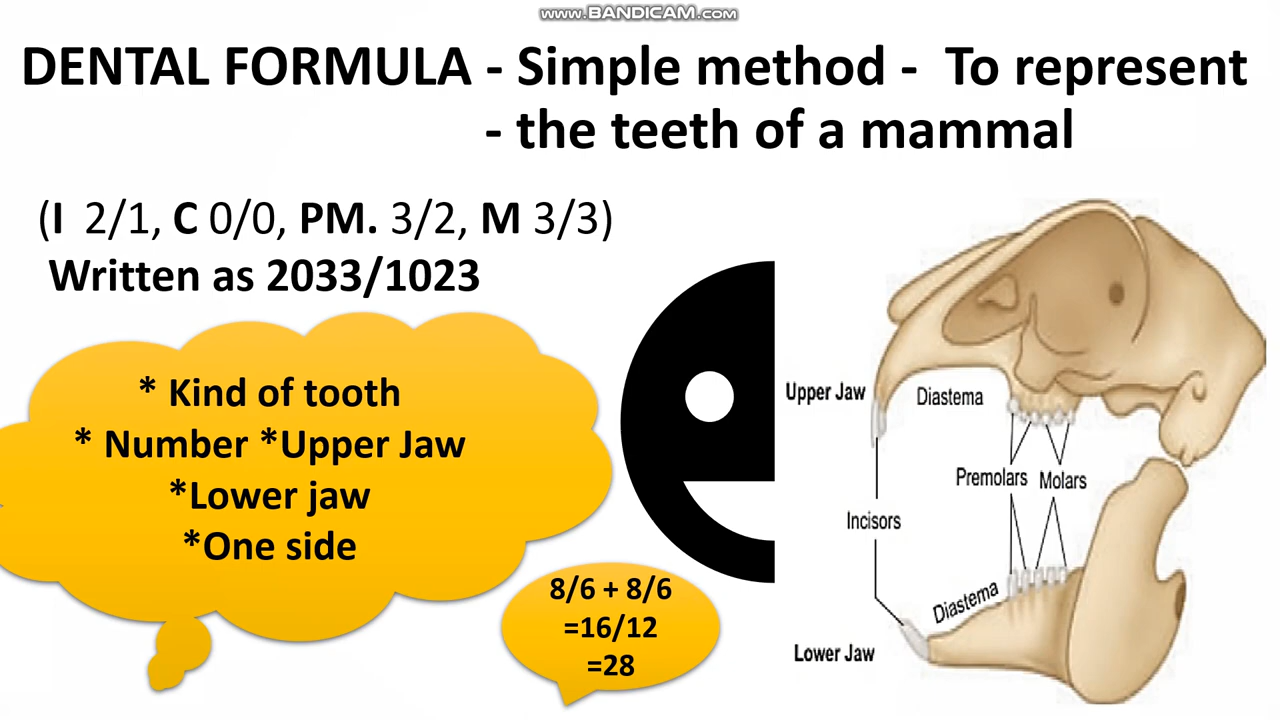 www.BANDICAM.com
DENTAL FORMULA - Simple method - To represent
- the teeth of a mammal
(I 2/1, C 0/0, PM. 3/2, M 3/3)
Written as 2033/1023
* Kind of tooth
* Number *Upper Jaw
*Lower jaw
*One side
8/6 + 8/6
=16/12
=28
Upper Jaw
Diastema
Premolars
Molars
Incisors
Diastema
Lower Jaw